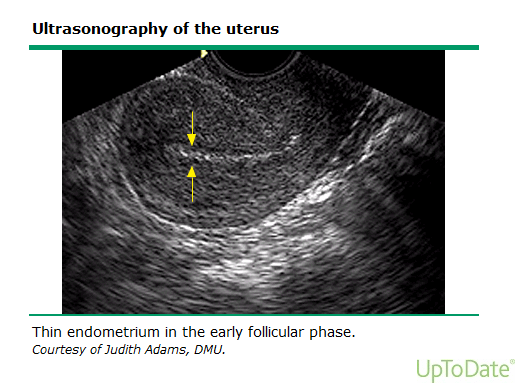 Ultrasonography of the uterus
Thin endometrium in the early follicular phase.
Courtesy of Judith Adams, DMU.
UpToDate®